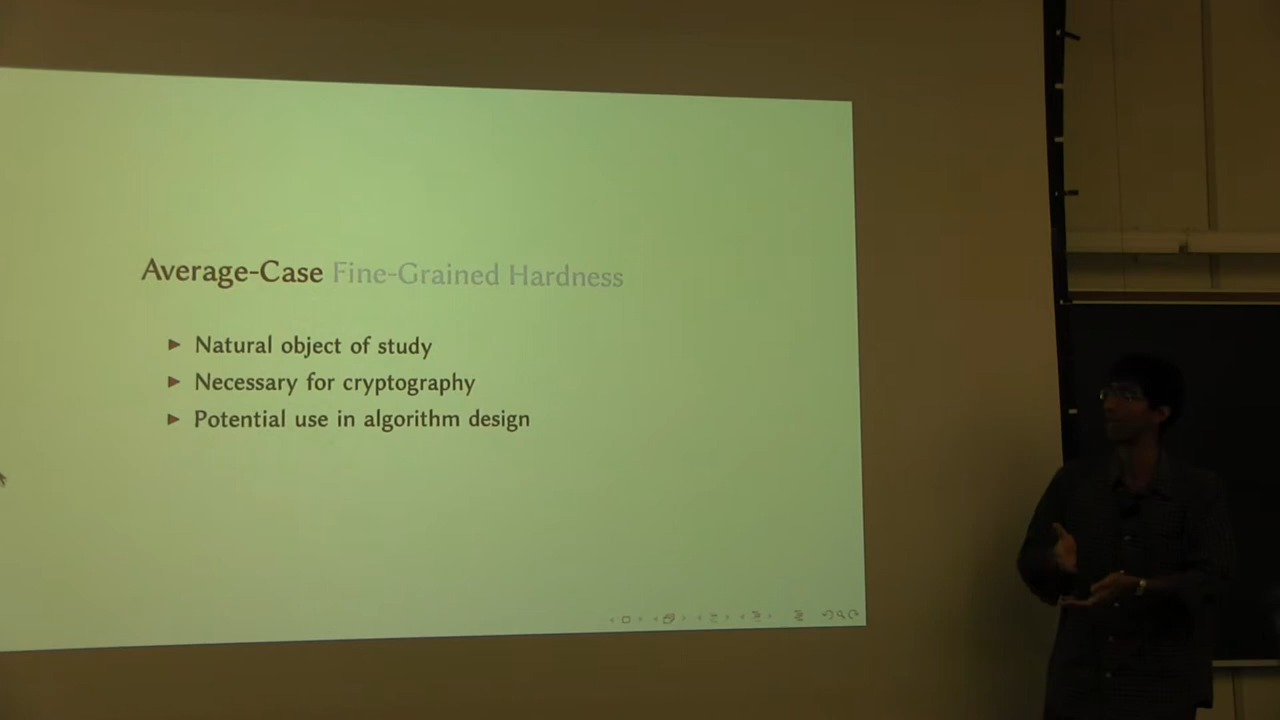 Average-Case Fine-Grained Hardness
Natural object of study
Necessary for cryptography
Potential use in algorithm design